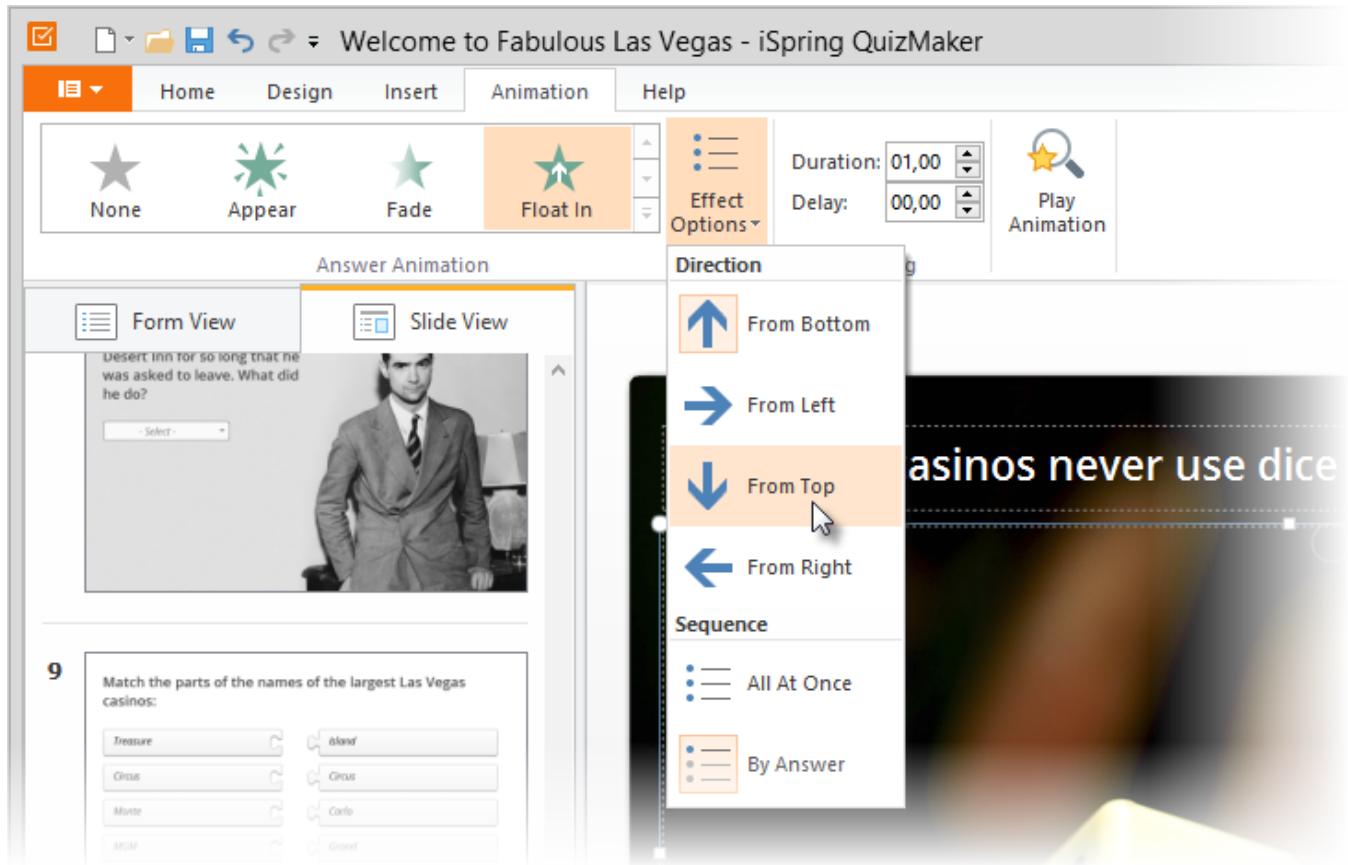 Welcome to Fabulous Las Vegas - iSpring QuizMaker
Home Design Insert Animation Help
None Appear Fade Float In
Effect
Options
Duration: 01,00
Delay: 00,00
Play
Animation
Answer Animation
Form View Slide View
Desert Inn for so long that he
was asked to leave. What did
he do?
- Select -
9
Match the parts of the names of the largest Las Vegas
casinos:
Treasure Island
Circus Circus
Monte Carlo
MGM Grand
Direction
From Bottom
From Left
From Top
From Right
Sequence
All At Once
By Answer
asinos never use dice